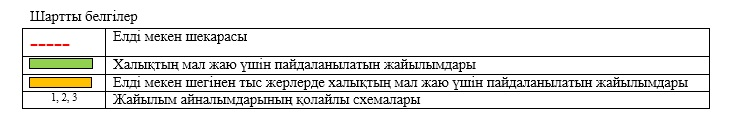 Шартты белгілер
Елді мекен шекарасы
Халықтың мал жаю үшін пайдаланылатын жайылымдары
Елді мекен шегінен тыс жерлерде халықтың мал жаю үшін пайдаланылатын жайылымдары
1, 2, 3 Жайылым айналымдарының қолайлы схемалары